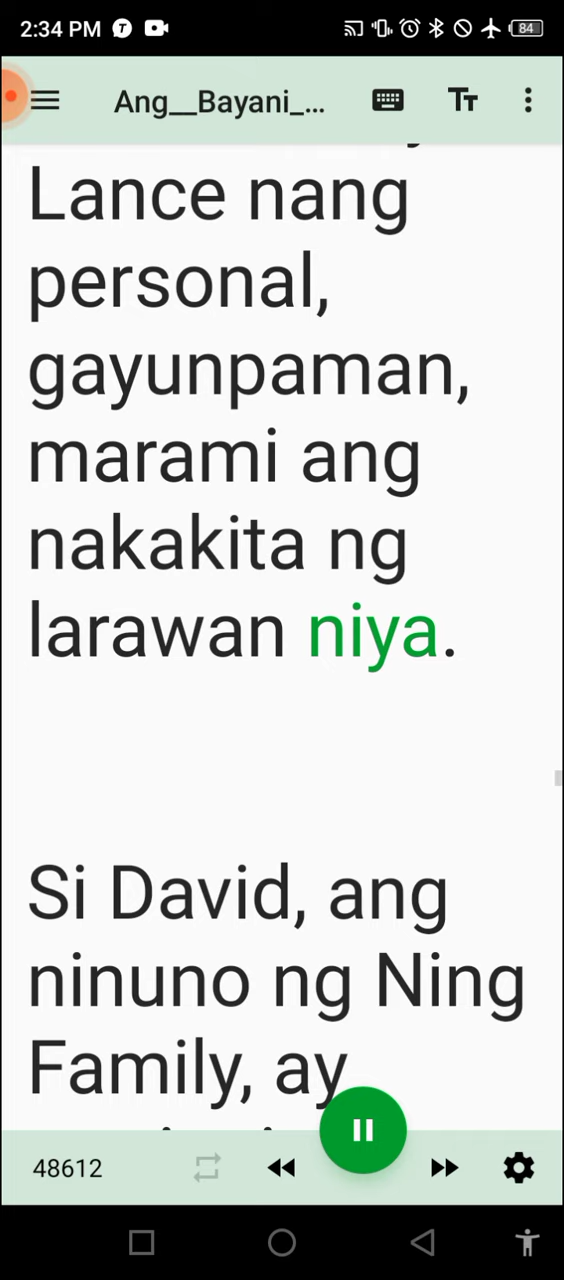 2:34 PM
84
Ang__Bayani_...
Lance nang
personal,
gayunpaman,
marami ang
nakakita ng
larawan niya.
Si David, ang
ninuno ng Ning
Family, ay
48612